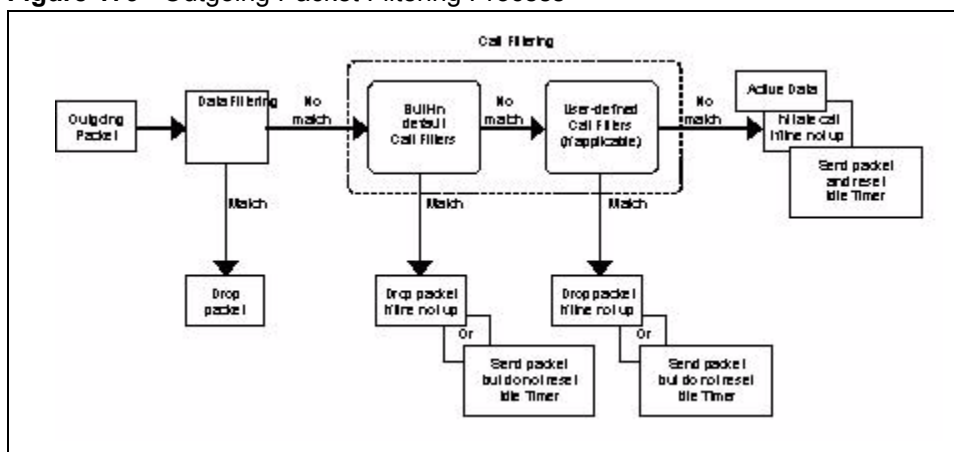 Figure Outgoing Packet Filtering Process
Call Filtering
Outgoing
Packet
Data Filtering
No
match
Built-in
default
Call Filters
No
match
User-defined
Call Filters
(if applicable)
No
match
Active Data
Initiate call
if line not up
Send packet
and reset
Idle Timer
Match
Match
Match
Drop
packet
Drop packet
if line not up
Or
Send packet
but do not reset
Idle Timer
Drop packet
if line not up
Or
Send packet
but do not reset
Idle Timer